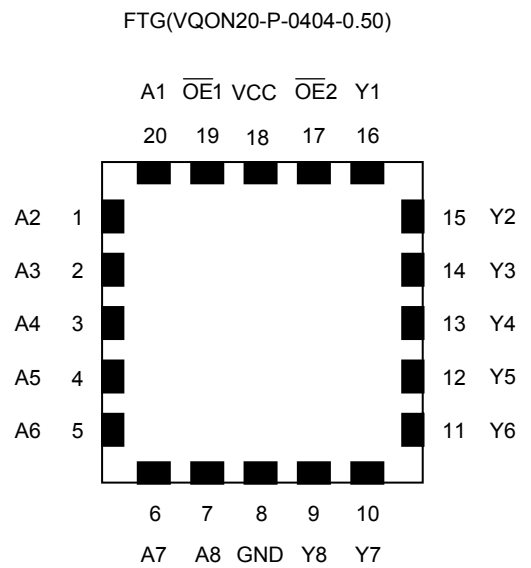 FTG(VQON20-P-0404-0.50)
A1 O̅E̅1 VCC O̅E̅2 Y1
20 19 18 17 16
A2 1 15 Y2
A3 2 14 Y3
A4 3 13 Y4
A5 4 12 Y5
A6 5 11 Y6
6 7 8 9 10
A7 A8 GND Y8 Y7